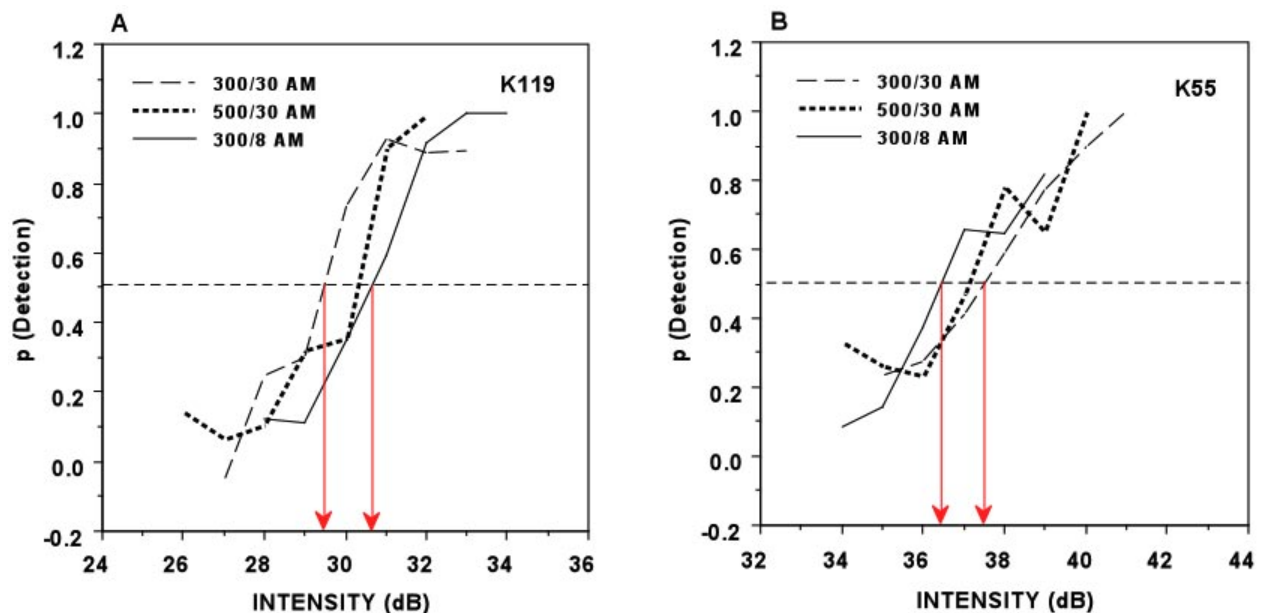 A
1.2
1.0
0.8
0.6
0.4
0.2
0.0
-0.2
p (Detection)
300/30 AM
500/30 AM
300/8 AM
K119
24 26 28 30 32 34 36
INTENSITY (dB)
B
1.2
1.0
0.8
0.6
0.4
0.2
0.0
-0.2
p (Detection)
300/30 AM
500/30 AM
300/8 AM
K55
32 34 36 38 40 42 44
INTENSITY (dB)